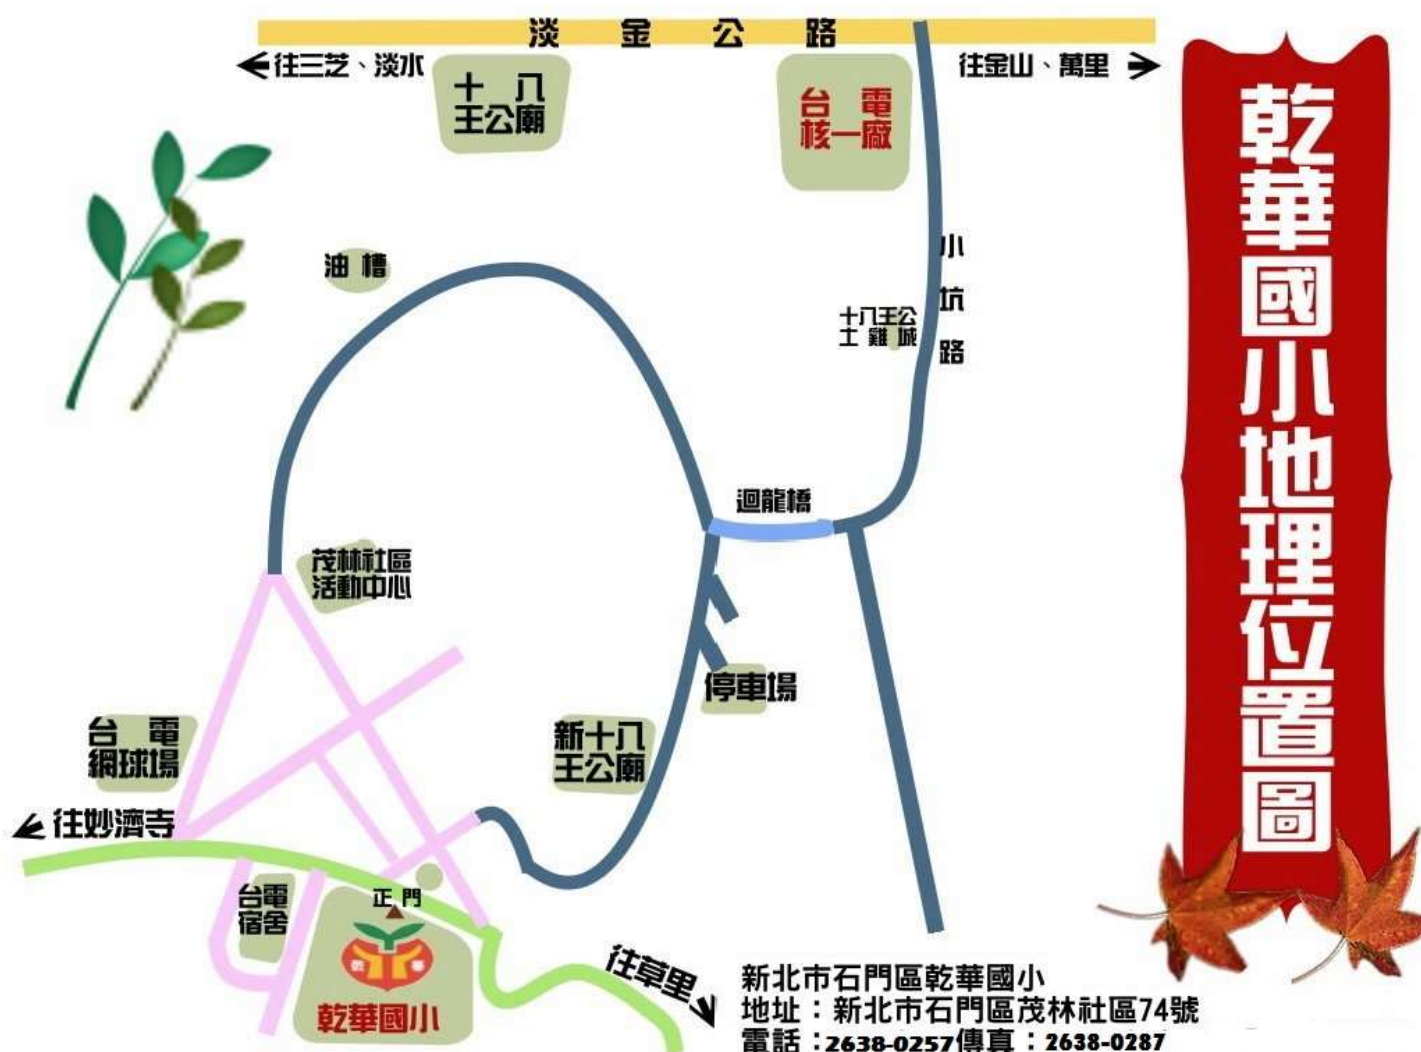 淡金公路
往三芝、淡水
往金山、萬里
十八
王公廟
台電
核一廠
乾華國小地理位置圖
小坑路
油槽
十八王公
土雞城
迴龍橋
茂林社區
活動中心
停車場
台電
網球場
新十八
王公廟
往妙濟寺
台電
宿舍
正門
乾華
乾華國小
往草里
新北市石門區乾華國小
地址：新北市石門區茂林社區74號
電話：2638-0257傳真：2638-0287